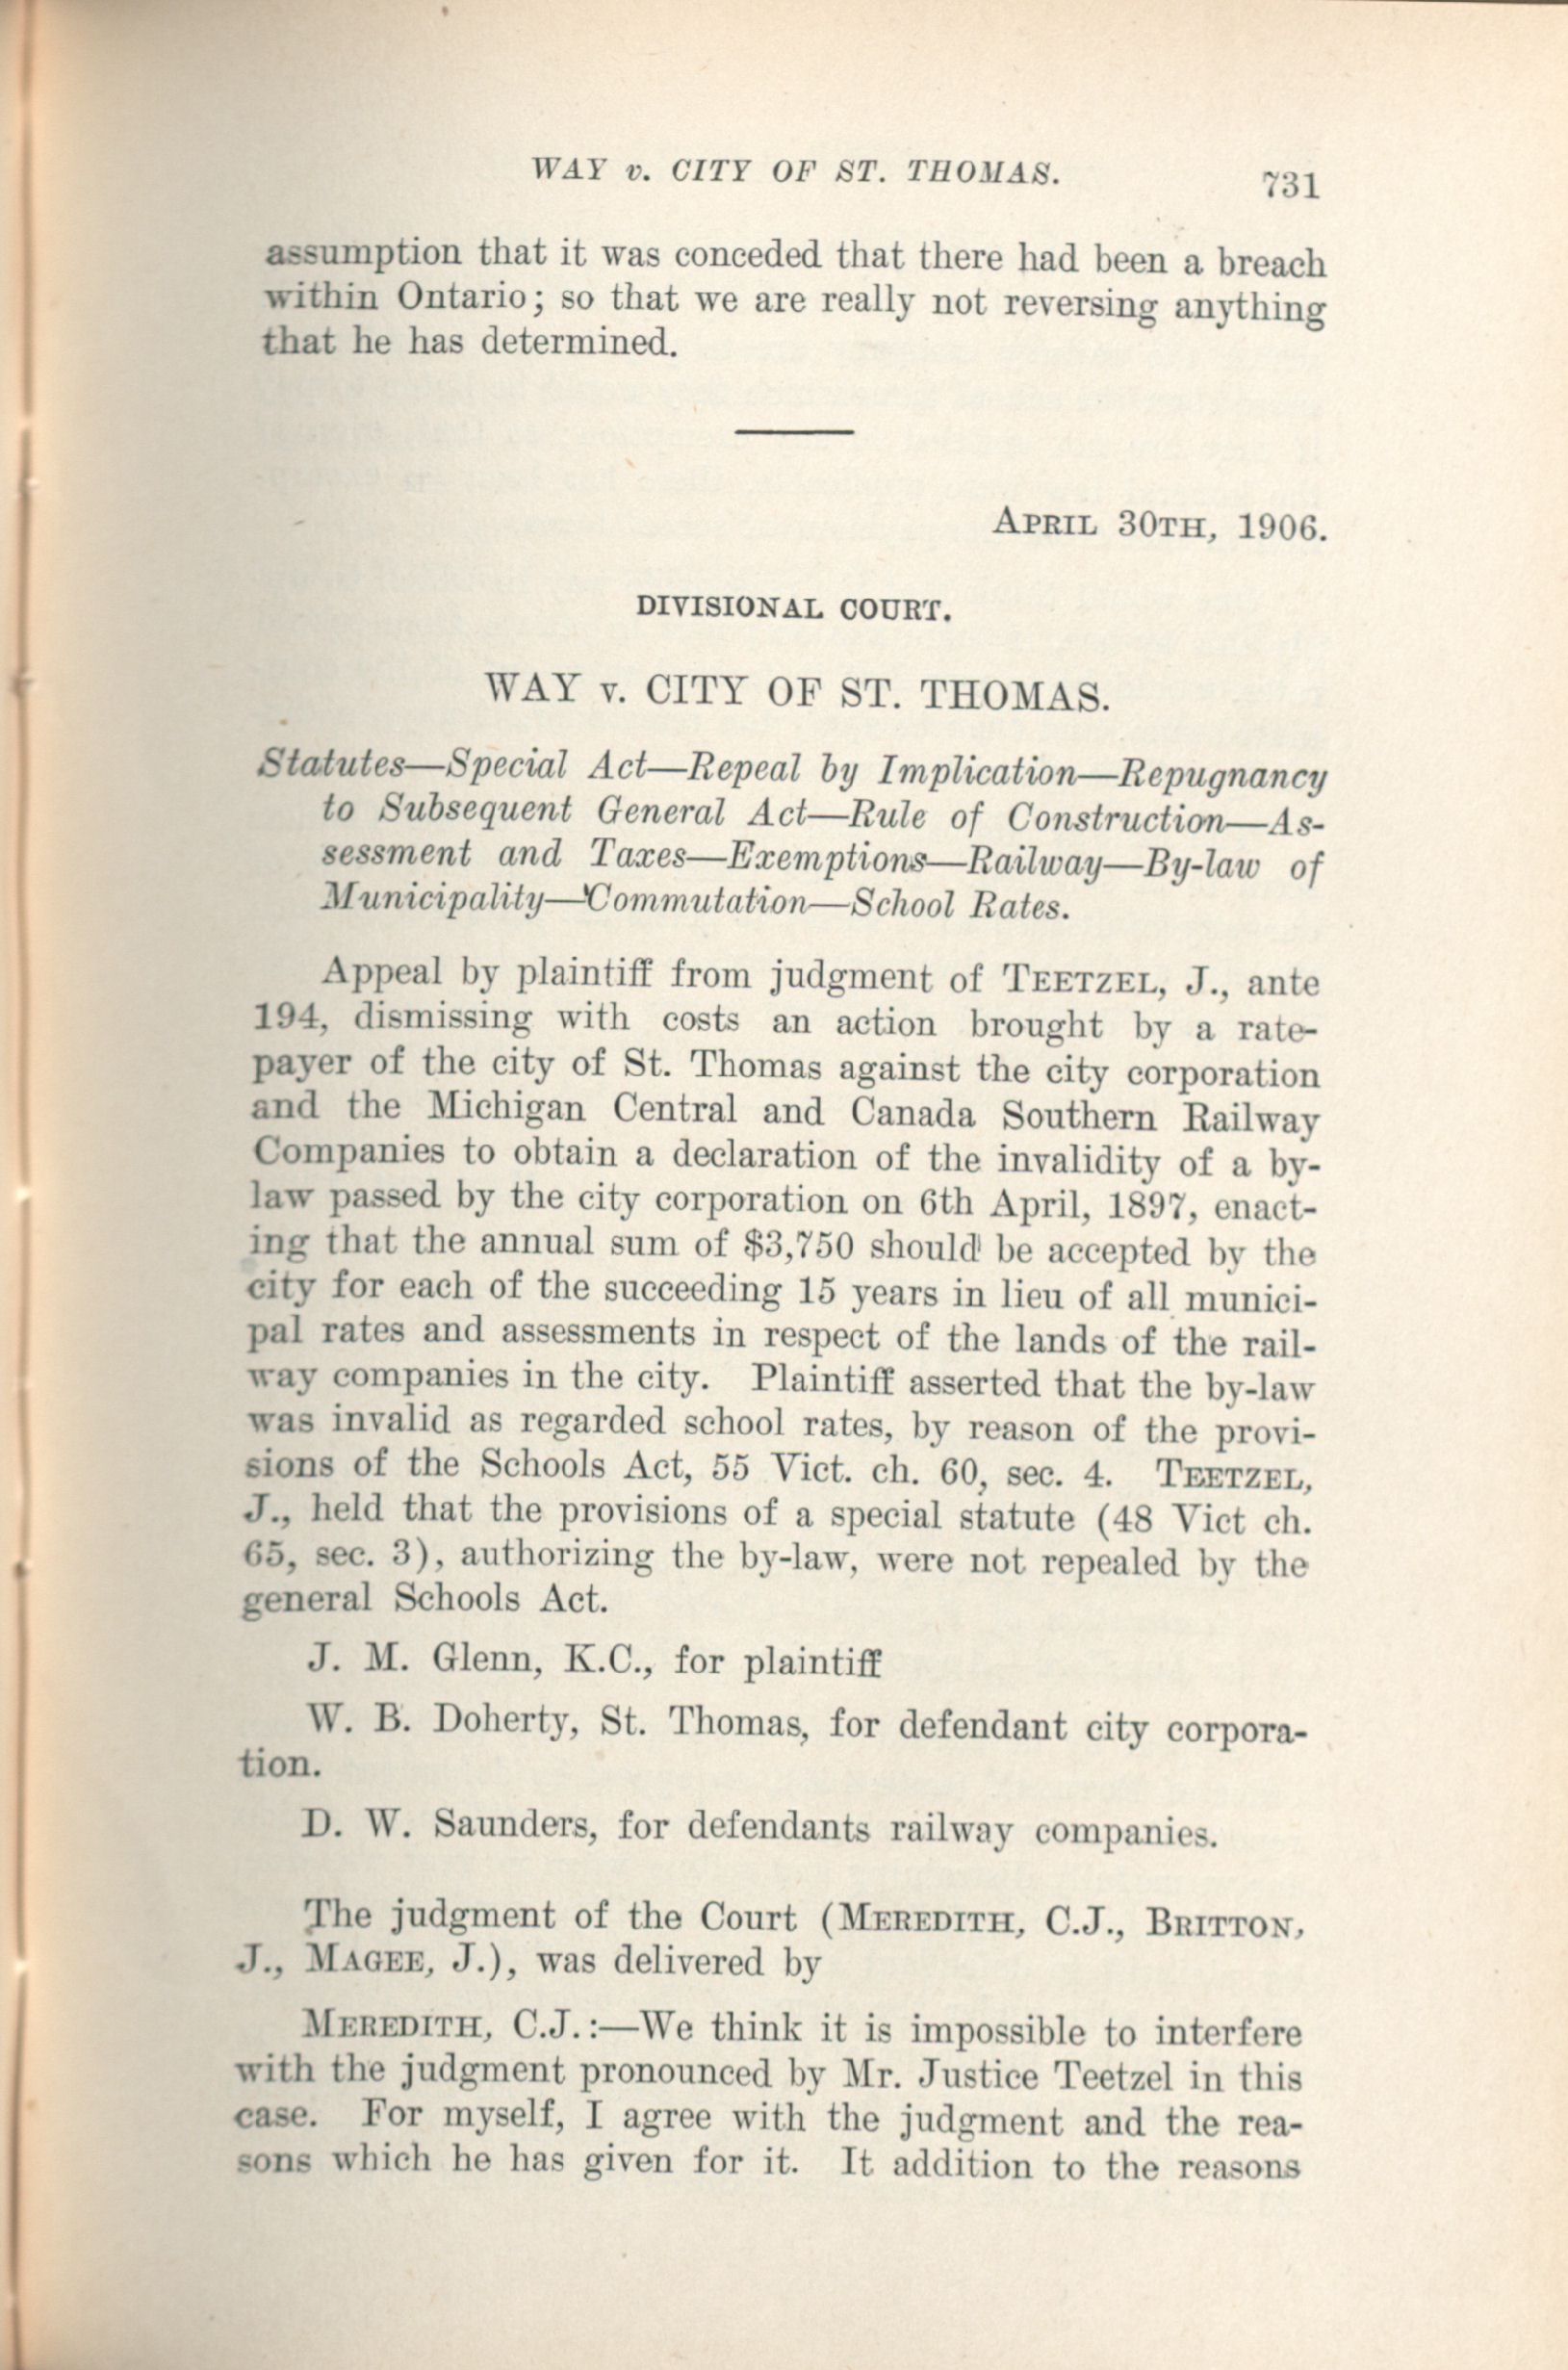 WAY v. CITY OF ST. THOMAS. 731
assumption that it was conceded that there had been a breach
within Ontario; so that we are really not reversing anything
that he has determined.
APRIL 30TH, 1906.
DIVISIONAL COURT.
WAY v. CITY OF ST. THOMAS.
Statutes—Special Act—Repeal by Implication—Repugnancy
to Subsequent General Act—Rule of Construction—As-
sessment and Taxes—Exemptions—Railway—By-law of
Municipality—Commutation—School Rates.
Appeal by plaintiff from judgment of TEETZEL, J., ante
194, dismissing with costs an action brought by a rate-
payer of the city of St. Thomas against the city corporation
and the Michigan Central and Canada Southern Railway
Companies to obtain a declaration of the invalidity of a by-
law passed by the city corporation on 6th April, 1897, enact-
ing that the annual sum of $3,750 should be accepted by the
city for each of the succeeding 15 years in lieu of all munici-
pal rates and assessments in respect of the lands of the rail-
way companies in the city. Plaintiff asserted that the by-law
was invalid as regarded school rates, by reason of the provi-
sions of the Schools Act, 55 Vict. ch. 60, sec. 4. TEETZEL,
J., held that the provisions of a special statute (48 Vict ch.
65, sec. 3), authorizing the by-law, were not repealed by the
general Schools Act.
J. M. Glenn, K.C., for plaintiff
W. B. Doherty, St. Thomas, for defendant city corpora-
tion.
D. W. Saunders, for defendants railway companies.
The judgment of the Court (MEREDITH, C.J., BRITTON,
J., MAGEE, J.), was delivered by
MEREDITH, C.J.:—We think it is impossible to interfere
with the judgment pronounced by Mr. Justice Teetzel in this
case. For myself, I agree with the judgment and the rea-
sons which he has given for it. It addition to the reasons